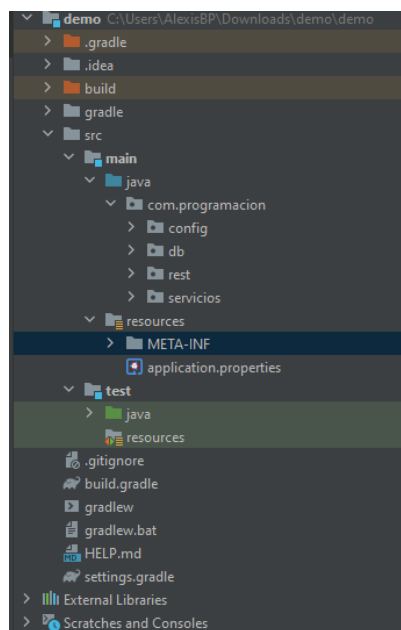 demo C:\Users\AlexisBP\Downloads\demo\demo
.gradle
.idea
build
gradle
src
main
java
com.programacion
config
db
rest
servicios
resources
META-INF
application.properties
test
java
resources
.gitignore
build.gradle
gradlew
gradlew.bat
HELP.md
settings.gradle
External Libraries
Scratches and Consoles